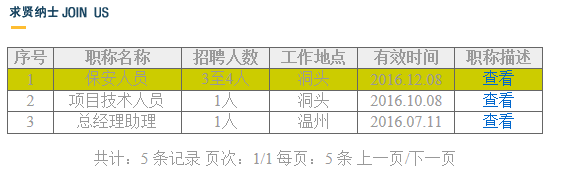 求贤纳士 JOIN US
序号 职称名称 招聘人数 工作地点 有效时间 职称描述
1 保安人员 3至4人 洞头 2016.12.08 查看
2 项目技术人员 1人 洞头 2016.10.08 查看
3 总经理助理 1人 温州 2016.07.11 查看
共计：5 条记录 页次：1/1 每页：5 条 上一页/下一页